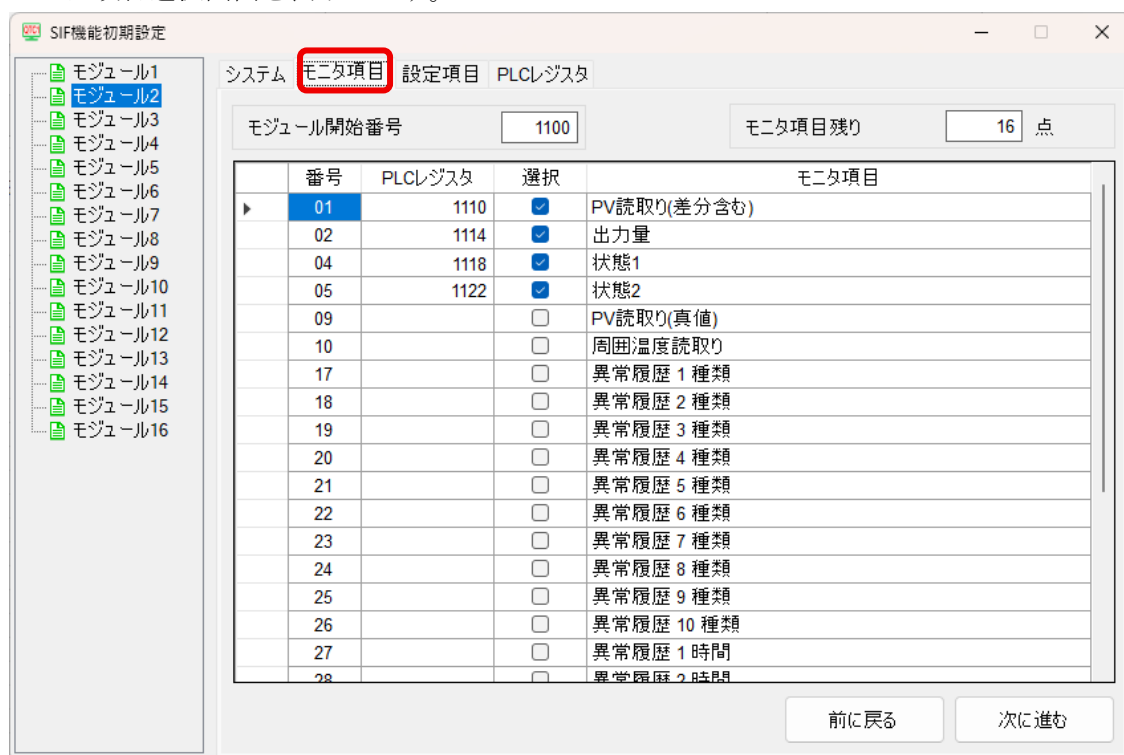 SIF機能初期設定
モジュール1
モジュール2
モジュール3
モジュール4
モジュール5
モジュール6
モジュール7
モジュール8
モジュール9
モジュール10
モジュール11
モジュール12
モジュール13
モジュール14
モジュール15
モジュール16
システム モニタ項目 設定項目 PLCレジスタ
モジュール開始番号 1100 モニタ項目残り 16 点
番号 PLCレジスタ 選択 モニタ項目
01 1110 PV読取り(差分含む)
02 1114 出力量
04 1118 状態1
05 1122 状態2
09 PV読取り(真値)
10 周囲温度読取り
17 異常履歴 1 種類
18 異常履歴 2 種類
19 異常履歴 3 種類
20 異常履歴 4 種類
21 異常履歴 5 種類
22 異常履歴 6 種類
23 異常履歴 7 種類
24 異常履歴 8 種類
25 異常履歴 9 種類
26 異常履歴 10 種類
27 異常履歴 1 時間
28 異常履歴 2 時間
前に戻る 次に進む